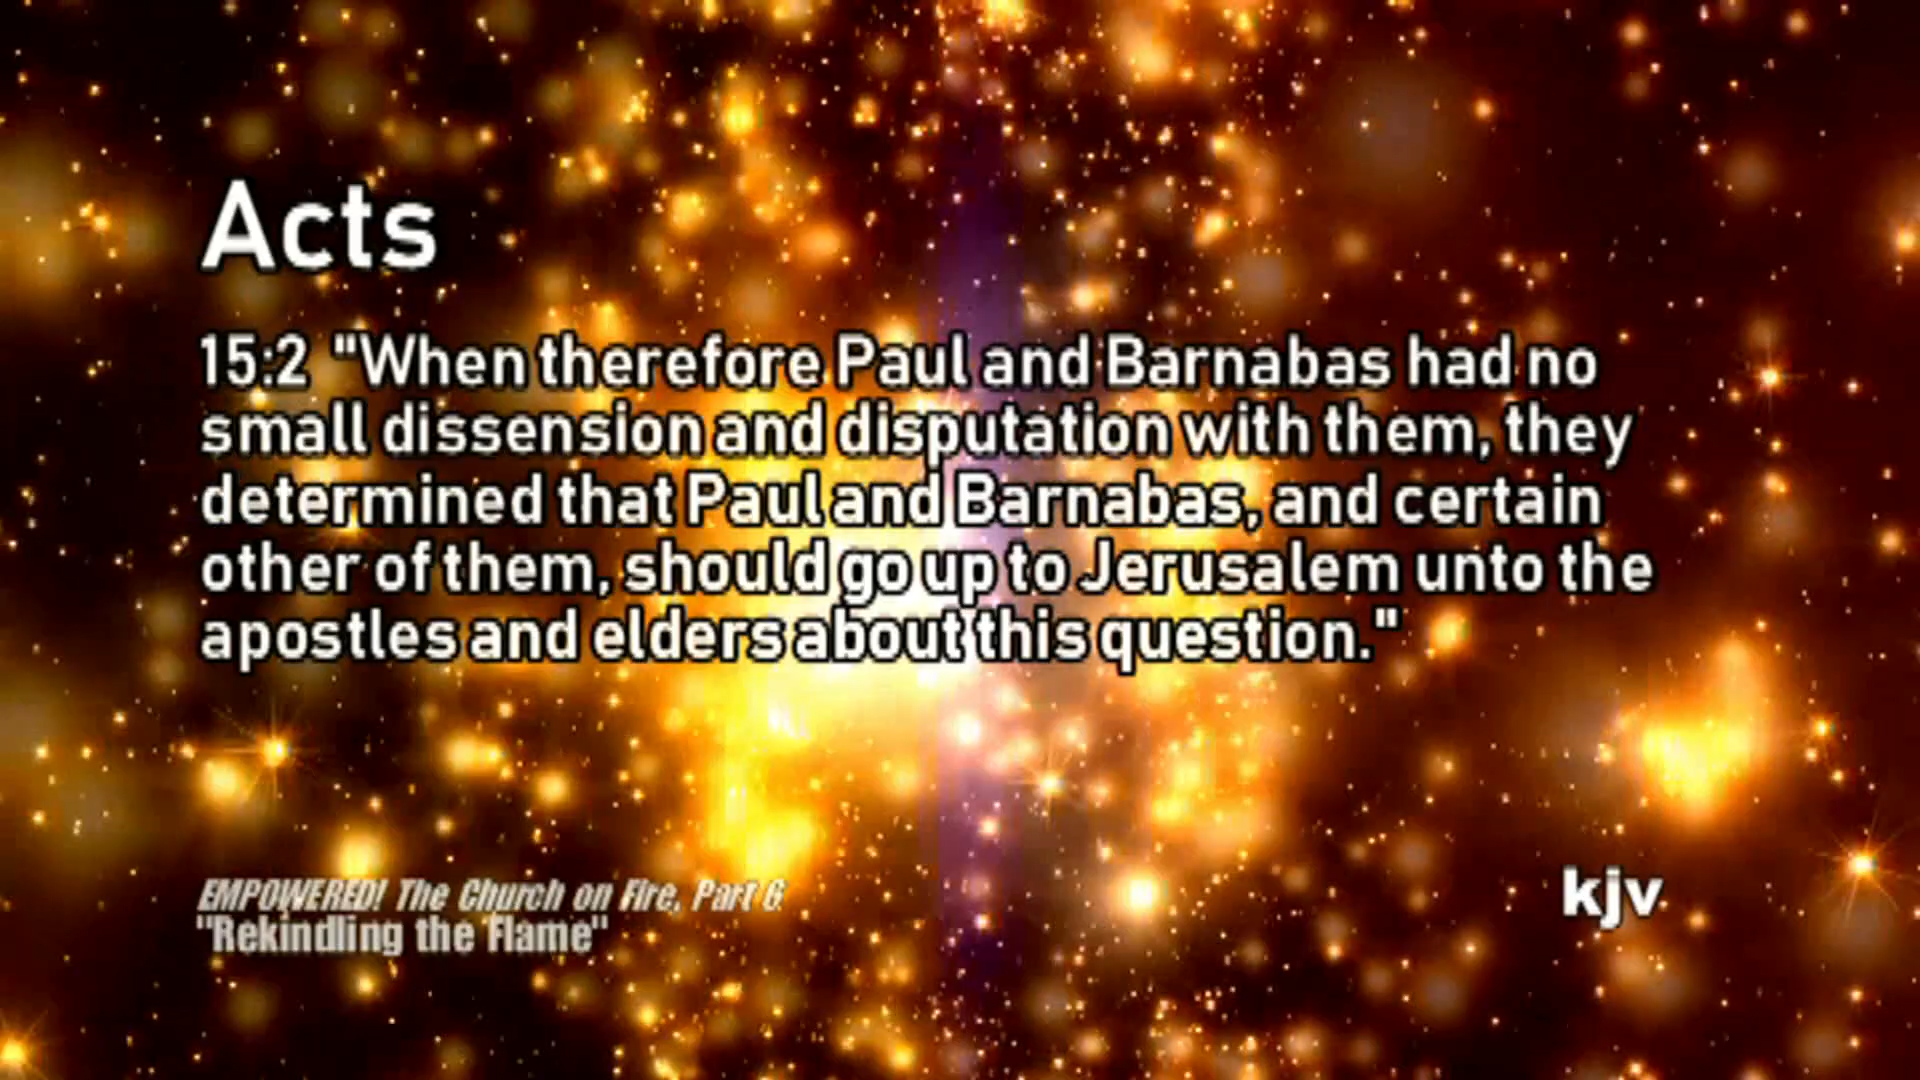 Acts
15:2 "When therefore Paul and Barnabas had no
small dissension and disputation with them, they
determined that Paul and Barnabas, and certain
other of them, should go up to Jerusalem unto the
apostles and elders about this question."
EMPOWERED! The Church on Fire, Part 6
"Rekindling the Flame"
kjv